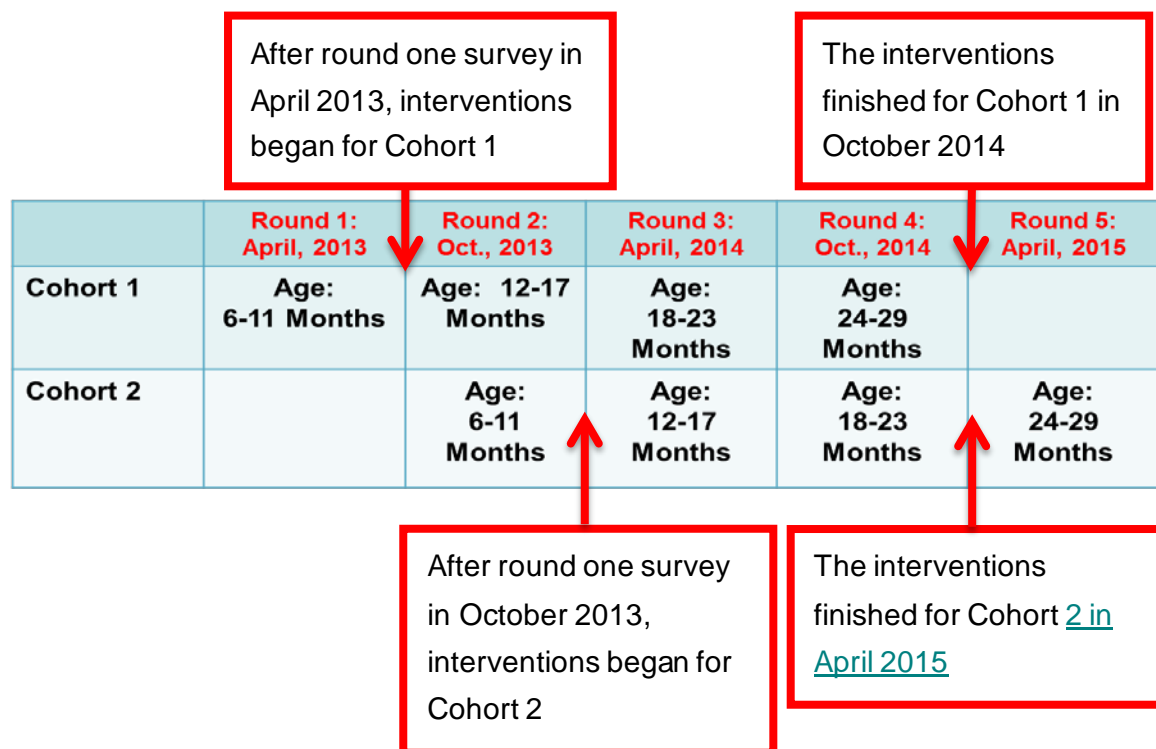 After round one survey in
April 2013, interventions
began for Cohort 1
The interventions
finished for Cohort 1 in
October 2014
Round 1:
April, 2013
Round 2:
Oct., 2013
Round 3:
April, 2014
Round 4:
Oct., 2014
Round 5:
April, 2015
Cohort 1
Age:
6-11 Months
Age: 12-17
Months
Age:
18-23
Months
Age:
24-29
Months
Cohort 2
Age:
6-11
Months
Age:
12-17
Months
Age:
18-23
Months
Age:
24-29
Months
After round one survey
in October 2013,
interventions began for
Cohort 2
The interventions
finished for Cohort 2 in
April 2015